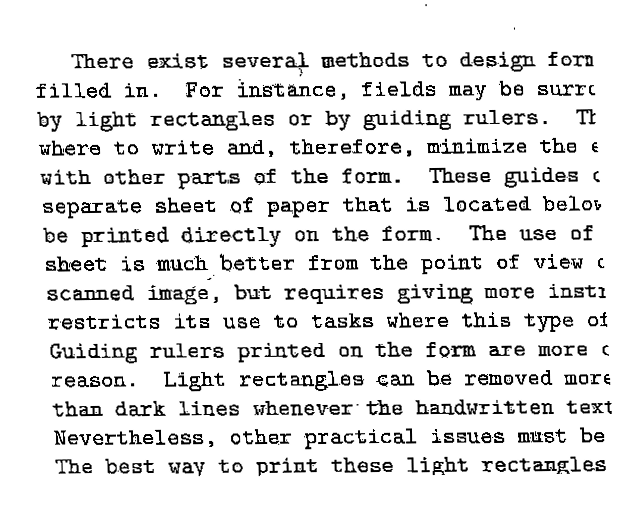 There exist several methods to design
filled in. For instance, fields may be
by light rectangles or by guiding rulers.
where to write and, therefore, minimize the
with other parts of the form. These guides
separate sheet of paper that is located
be printed directly on the form. The use of
sheet is much better from the point of view
scanned image, but requires giving more
restricts its use to tasks where this type of
Guiding rulers printed on the form are more
reason. Light rectangles can be removed more
than dark lines whenever the handwritten text
Nevertheless, other practical issues must be
The best way to print these light rectangles